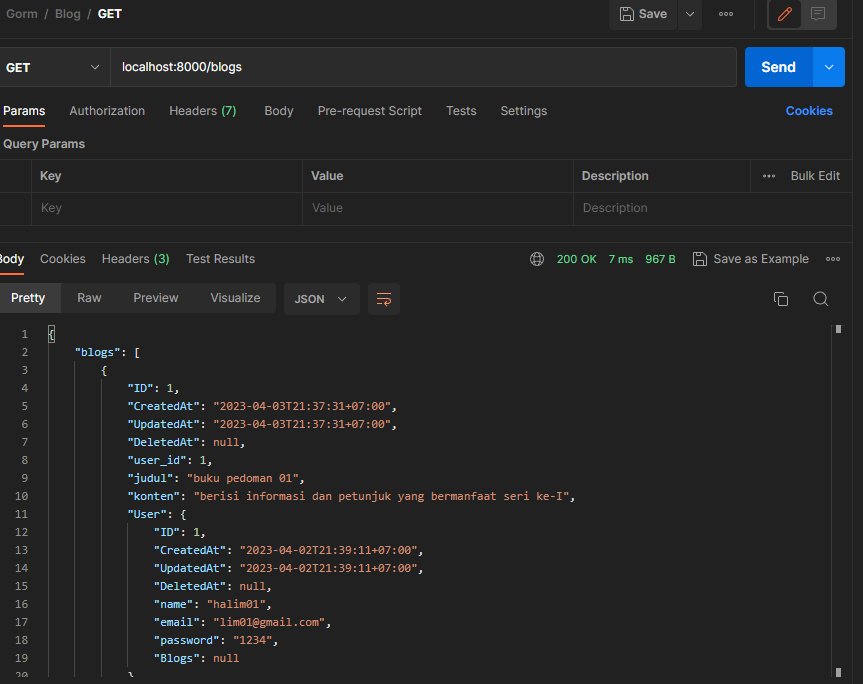 Gorm / Blog / GET
Save
GET localhost:8000/blogs Send
Params Authorization Headers (7) Body Pre-request Script Tests Settings Cookies
Query Params
Key Value Description Bulk Edit
Key Value Description
Body Cookies Headers (3) Test Results 200 OK 7 ms 967 B Save as Example
Pretty Raw Preview Visualize JSON
1 {
2 "blogs": [
3 {
4 "ID": 1,
5 "CreatedAt": "2023-04-03T21:37:31+07:00",
6 "UpdatedAt": "2023-04-03T21:37:31+07:00",
7 "DeletedAt": null,
8 "user_id": 1,
9 "judul": "buku pedoman 01",
10 "konten": "berisi informasi dan petunjuk yang bermanfaat seri ke-I",
11 "User": {
12 "ID": 1,
13 "CreatedAt": "2023-04-02T21:39:11+07:00",
14 "UpdatedAt": "2023-04-02T21:39:11+07:00",
15 "DeletedAt": null,
16 "name": "halim01",
17 "email": "lim01@gmail.com",
18 "password": "1234",
19 "Blogs": null
20 }